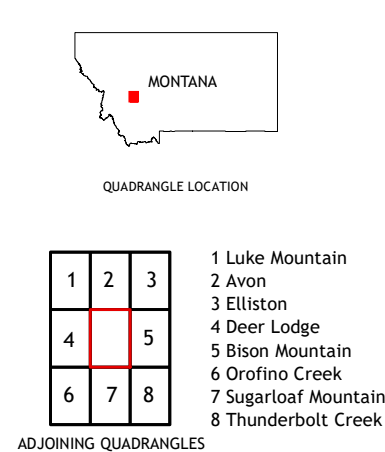 MONTANA
QUADRANGLE LOCATION
1 2 3
4 5
6 7 8
1 Luke Mountain
2 Avon
3 Elliston
4 Deer Lodge
5 Bison Mountain
6 Orofino Creek
7 Sugarloaf Mountain
8 Thunderbolt Creek
ADJOINING QUADRANGLES